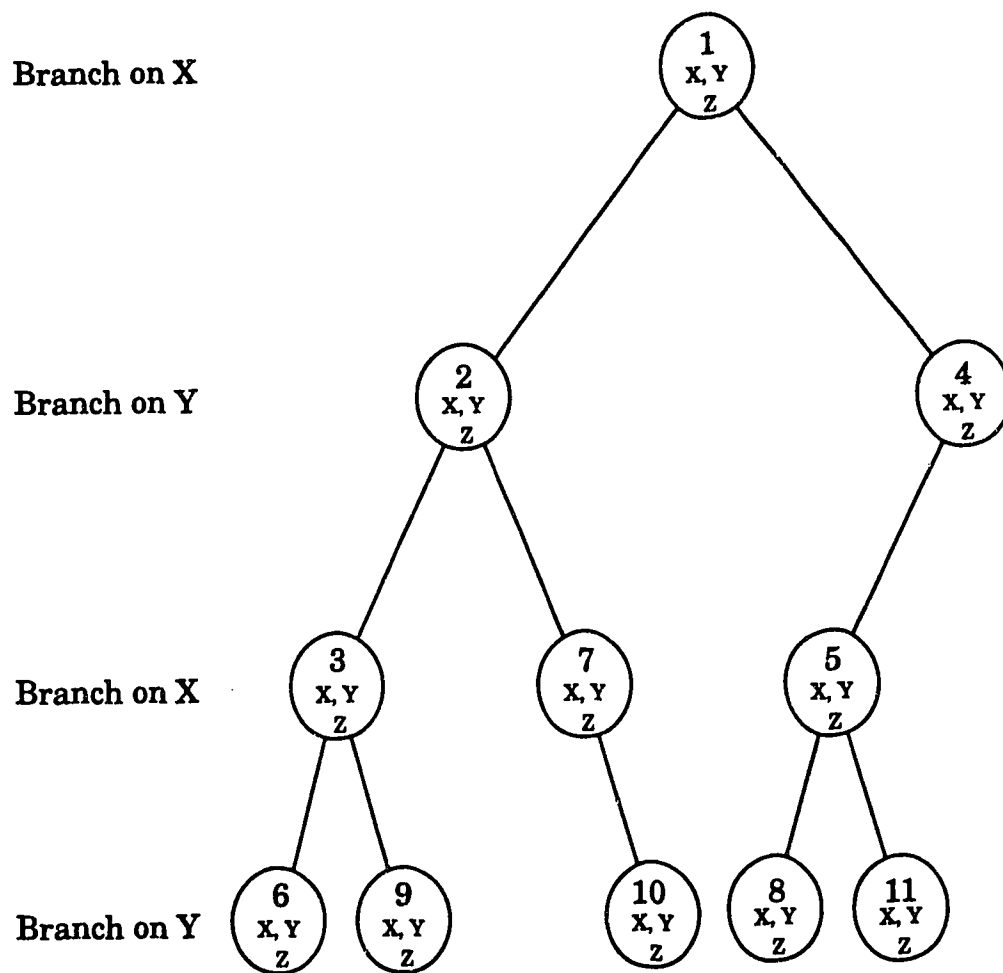 Branch on X
1
X, Y
Z
Branch on Y
2
X, Y
Z
4
X, Y
Z
Branch on X
3
X, Y
Z
7
X, Y
Z
5
X, Y
Z
Branch on Y
6
X, Y
Z
9
X, Y
Z
10
X, Y
Z
8
X, Y
Z
11
X, Y
Z